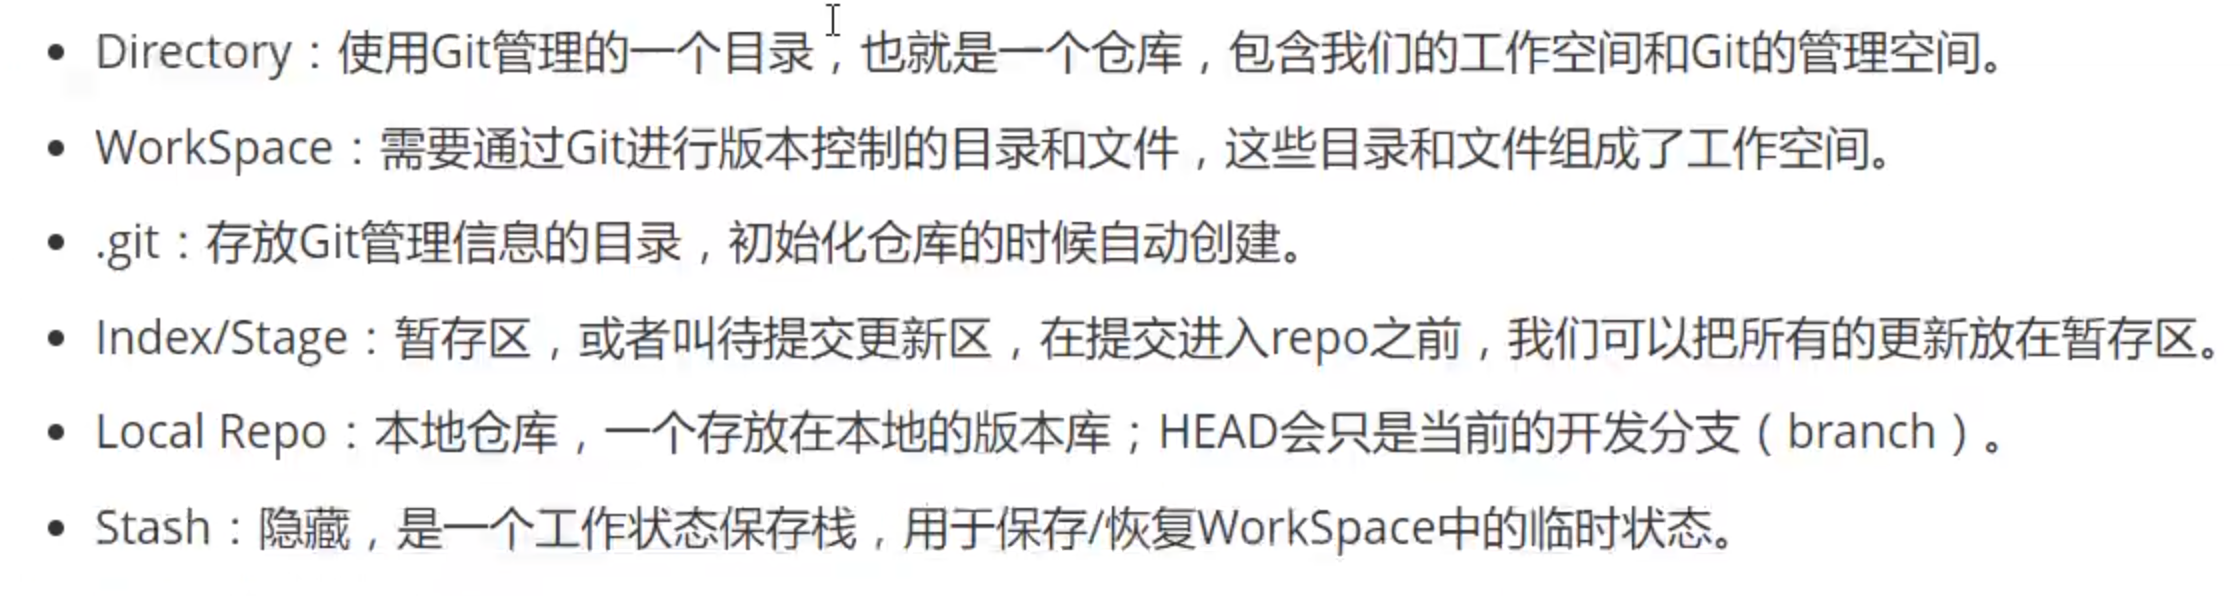 • Directory：使用Git管理的一个目录，也就是一个仓库，包含我们的工作空间和Git的管理空间。
• WorkSpace：需要通过Git进行版本控制的目录和文件，这些目录和文件组成了工作空间。
• .git：存放Git管理信息的目录，初始化仓库的时候自动创建。
• Index/Stage：暂存区，或者叫待提交更新区，在提交进入repo之前，我们可以把所有的更新放在暂存区。
• Local Repo：本地仓库，一个存放在本地的版本库；HEAD会只是当前的开发分支（branch）。
• Stash：隐藏，是一个工作状态保存栈，用于保存/恢复WorkSpace中的临时状态。